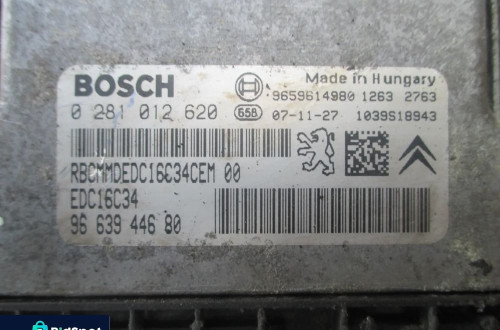 BOSCH
Made in Hungary
9659614980 1263 2763
0 281 012 620
658 07-11-27 1039S18943
RBCMMDEDC16C34CEM 00
EDC16C34
96 639 446 80
BidSpot